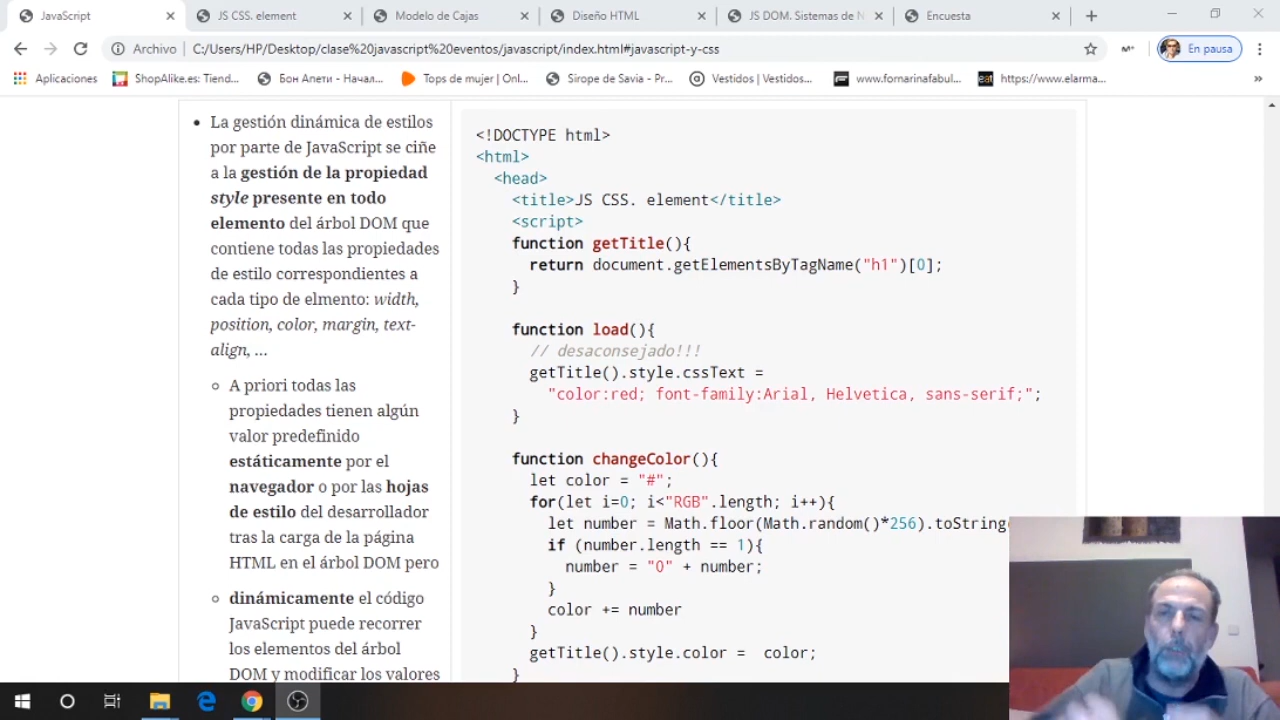 JavaScript
JS CSS. element
Modelo de Cajas
Diseño HTML
JS DOM. Sistemas de N
Encuesta
Archivo
C:/Users/HP/Desktop/clase%20javascript%20eventos/javascript/index.html#javascript-y-css
En pausa
Aplicaciones
ShopAlike.es: Tiend...
Бон Апети - Начал...
Tops de mujer | Onl...
Sirope de Savia - Pr...
Vestidos | Vestidos...
www.fornarinafabul...
eat
https://www.elarma...
La gestión dinámica de estilos
por parte de JavaScript se ciñe
a la gestión de la propiedad
style presente en todo
elemento del árbol DOM que
contiene todas las propiedades
de estilo correspondientes a
cada tipo de elmento: width,
position, color, margin, text-
align, ...
A priori todas las
propiedades tienen algún
valor predefinido
estáticamente por el
navegador o por las hojas
de estilo del desarrollador
tras la carga de la página
HTML en el árbol DOM pero
dinámicamente el código
JavaScript puede recorrer
los elementos del árbol
DOM y modificar los valores
<!DOCTYPE html>
<html>
<head>
<title>JS CSS. element</title>
<script>
function getTitle(){
return document.getElementsByTagName("h1")[0];
}
function load(){
// desaconsejado!!!
getTitle().style.cssText =
"color:red; font-family:Arial, Helvetica, sans-serif;";
}
function changeColor(){
let color = "#";
for(let i=0; i<"RGB".length; i++){
let number = Math.floor(Math.random()*256).toString(
if (number.length == 1){
number = "0" + number;
}
color += number
}
getTitle().style.color =  color;
}